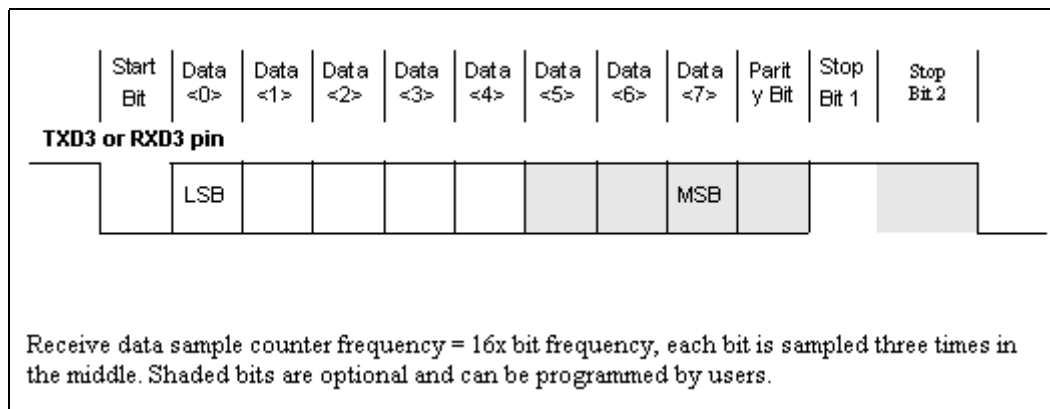 Start Bit Data <0> Data <1> Data <2> Data <3> Data <4> Data <5> Data <6> Data <7> Parit y Bit Stop Bit 1 Stop Bit 2
TXD3 or RXD3 pin
LSB MSB
Receive data sample counter frequency = 16x bit frequency, each bit is sampled three times in
the middle. Shaded bits are optional and can be programmed by users.